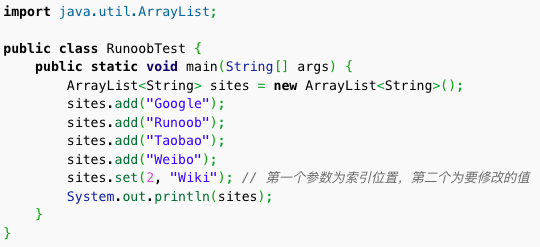 import java.util.ArrayList;
public class RunoobTest {
    public static void main(String[] args) {
        ArrayList<String> sites = new ArrayList<String>();
        sites.add("Google");
        sites.add("Runoob");
        sites.add("Taobao");
        sites.add("Weibo");
        sites.set(2, "Wiki"); // 第一个参数为索引位置，第二个为要修改的值
        System.out.println(sites);
    }
}